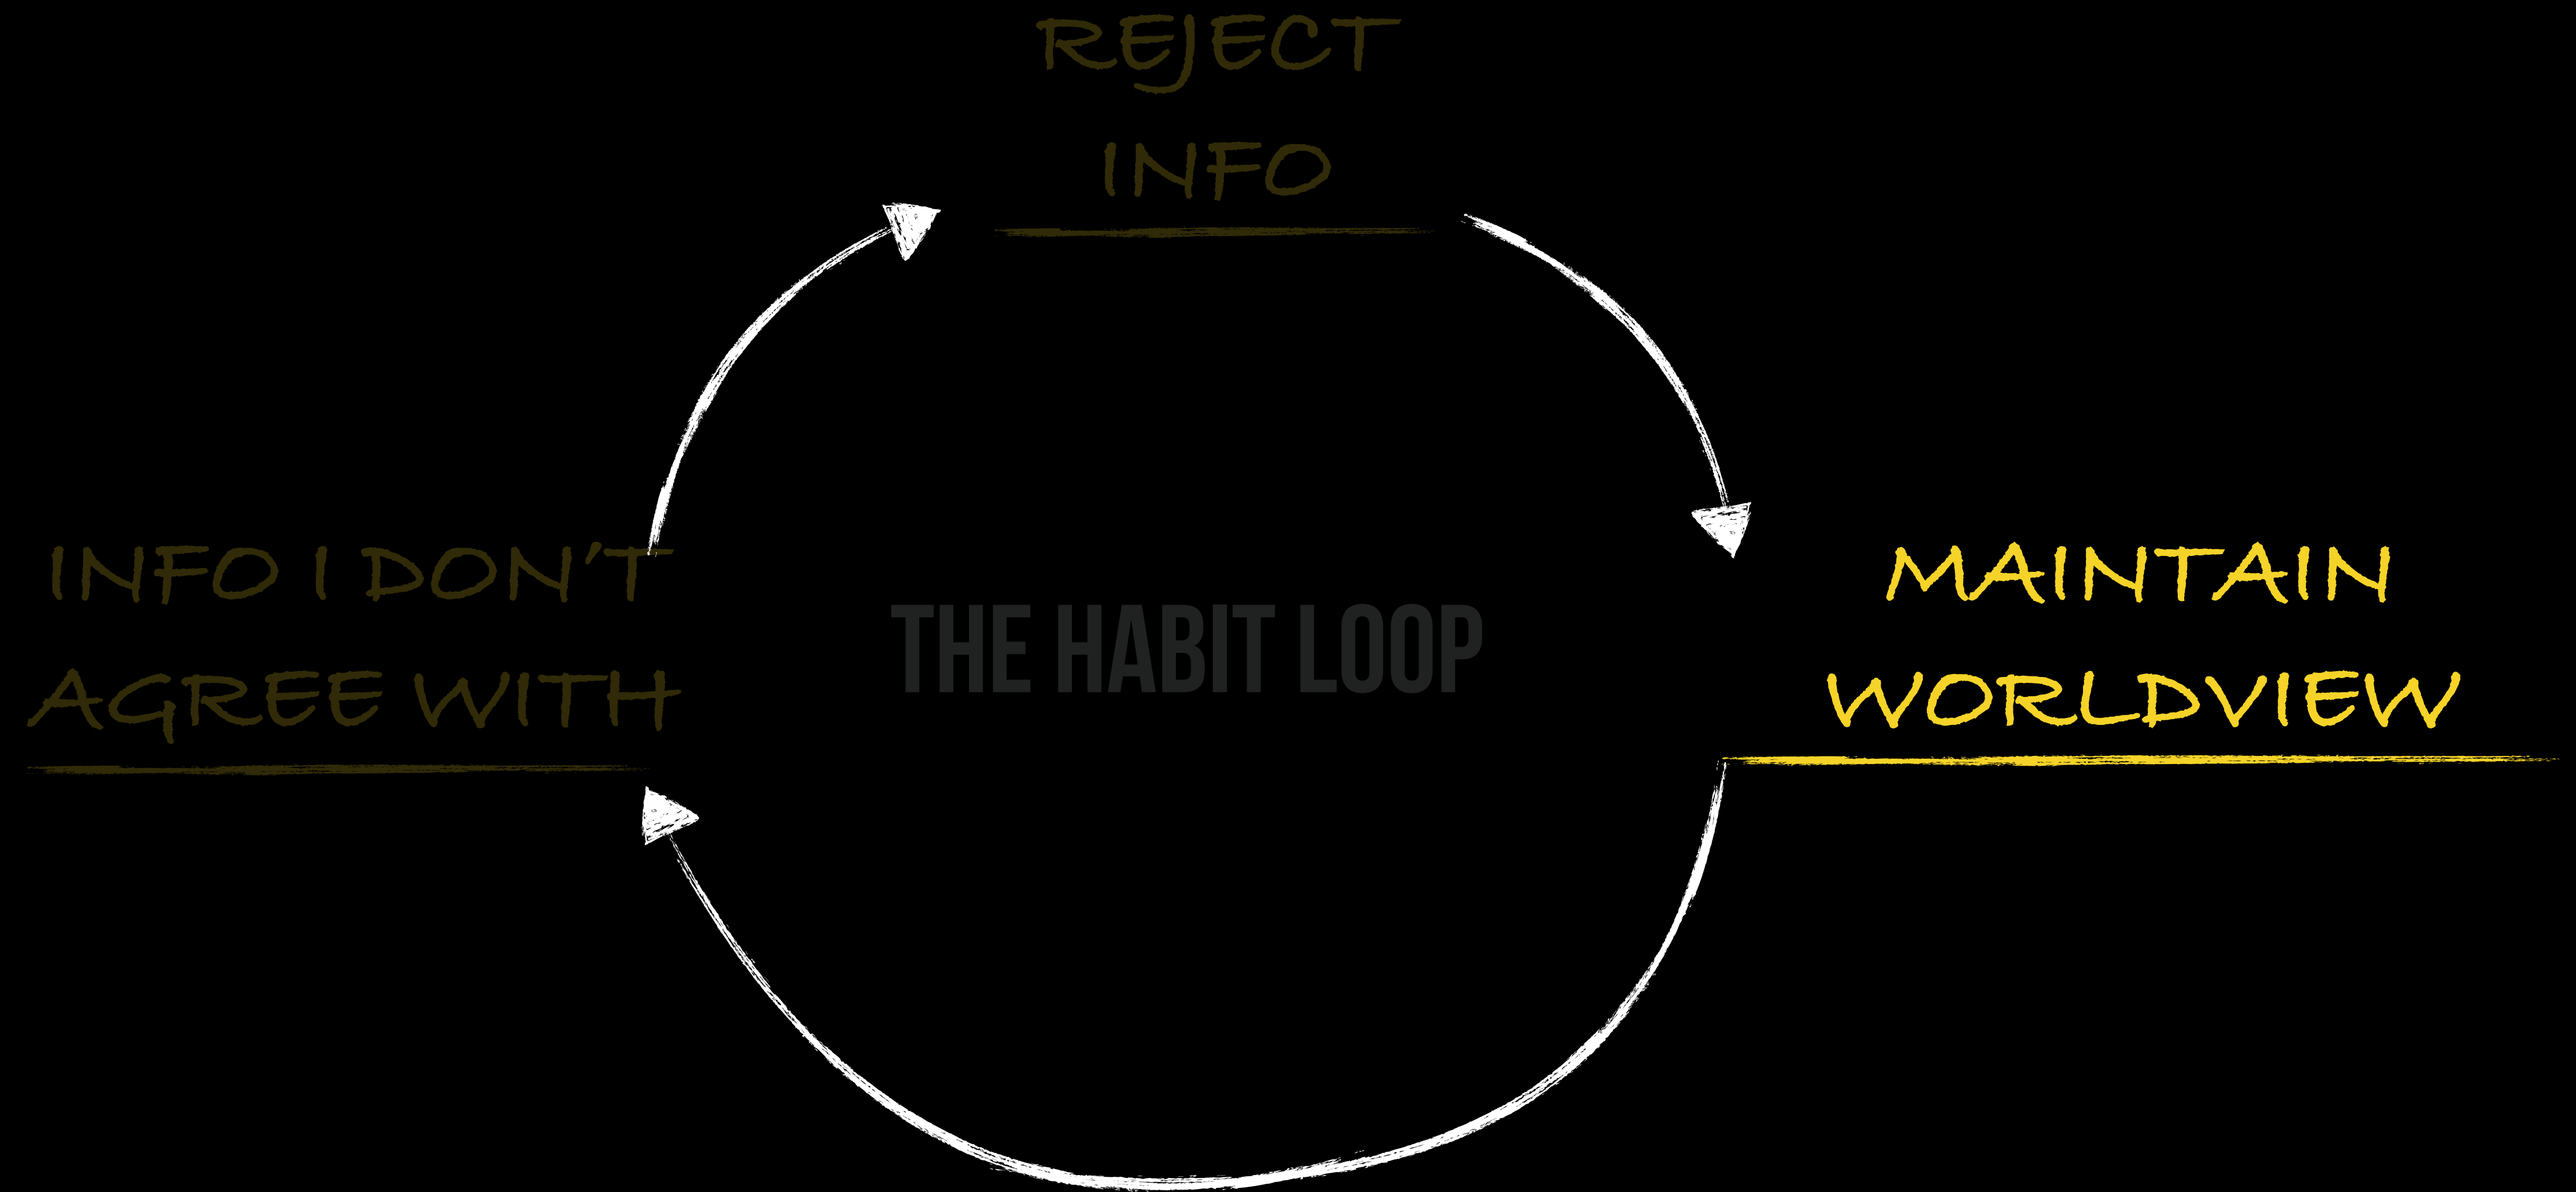 REJECT
INFO
INFO I DON'T
AGREE WITH
THE HABIT LOOP
MAINTAIN
WORLDVIEW